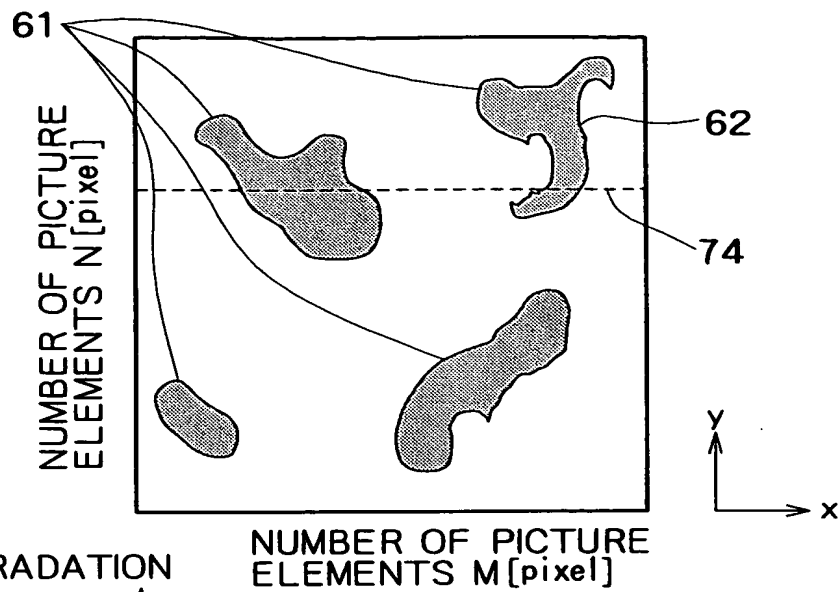 61
62
74
NUMBER OF PICTURE
ELEMENTS N[pixel]
y
x
NUMBER OF PICTURE
ELEMENTS M[pixel]
RADATION